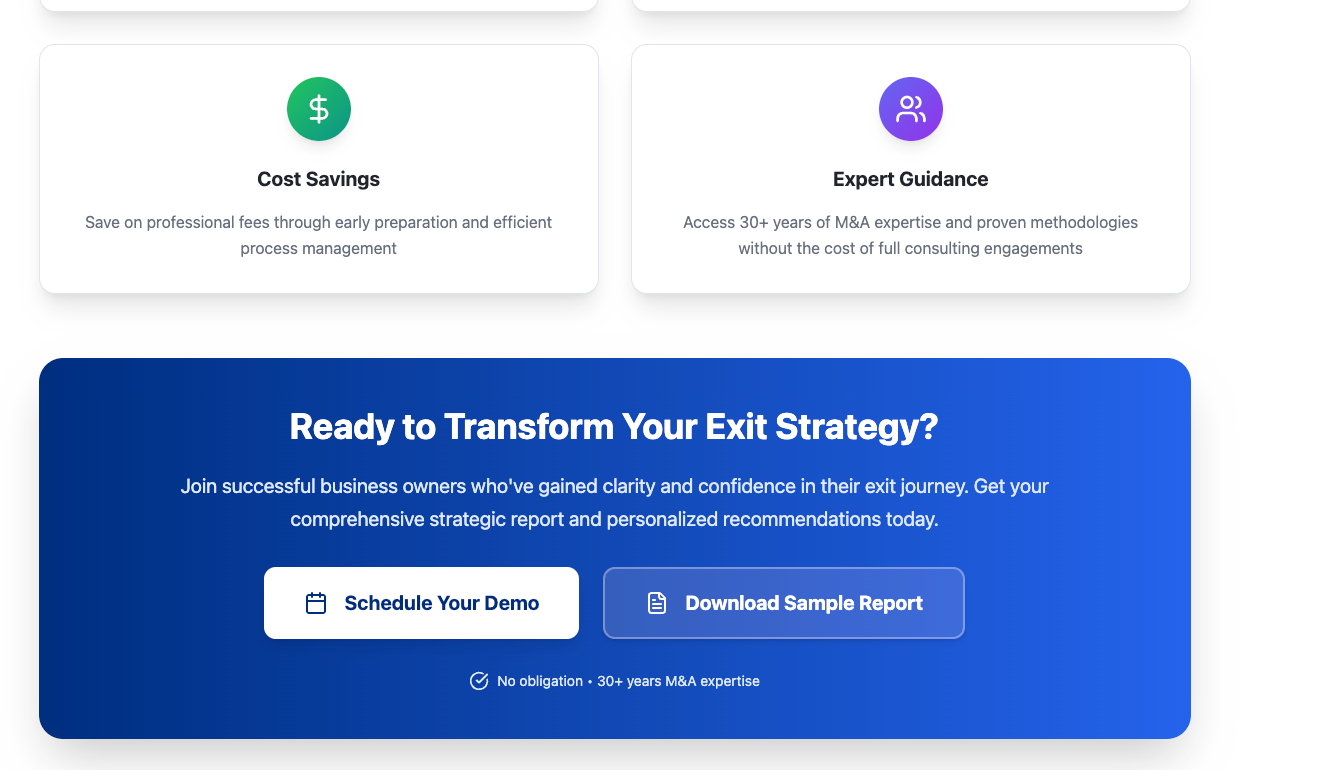 Cost Savings
Save on professional fees through early preparation and efficient
process management
Expert Guidance
Access 30+ years of M&A expertise and proven methodologies
without the cost of full consulting engagements
Ready to Transform Your Exit Strategy?
Join successful business owners who've gained clarity and confidence in their exit journey. Get your
comprehensive strategic report and personalized recommendations today.
Schedule Your Demo
Download Sample Report
No obligation • 30+ years M&A expertise